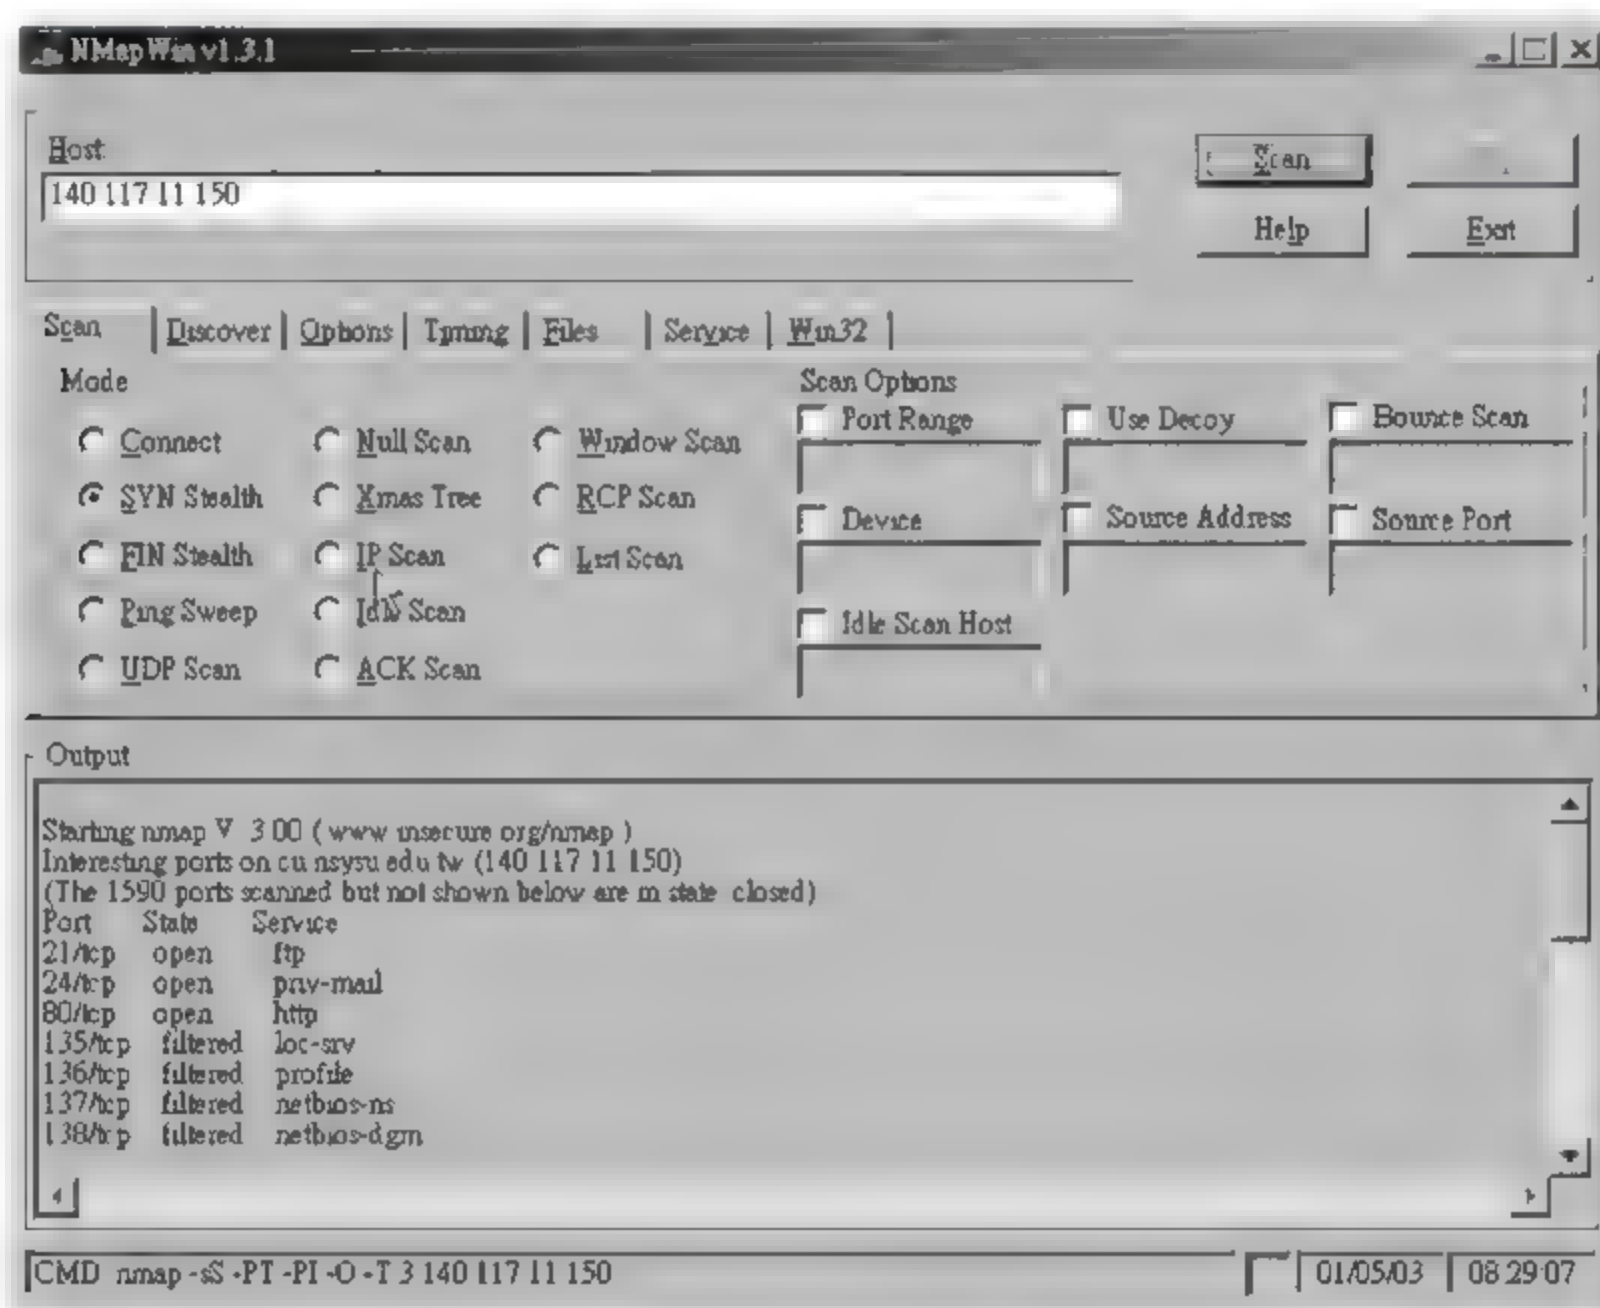 NMapWin v1.3.1
Host
140 117 11 150
Scan
Help
Exit
Scan
Discover
Options
Timing
Files
Service
Win32
Mode
Connect
Null Scan
Window Scan
SYN Stealth
Xmas Tree
RCP Scan
FIN Stealth
IP Scan
List Scan
Ping Sweep
Idle Scan
UDP Scan
ACK Scan
Scan Options
Port Range
Use Decoy
Bounce Scan
Device
Source Address
Source Port
Idle Scan Host
Output
Starting nmap V 3 00 ( www insecure org/nmap )
Interesting ports on cu nsysu edu tw (140 117 11 150)
(The 1590 ports scanned but not shown below are in state closed)
Port State Service
21/tcp open ftp
24/tcp open priv-mail
80/tcp open http
135/tcp filtered loc-srv
136/tcp filtered profile
137/tcp filtered netbios-ns
138/tcp filtered netbios-dgm
CMD nmap -sS -PT -PI -O -T 3 140 117 11 150
01/05/03
08 29 07